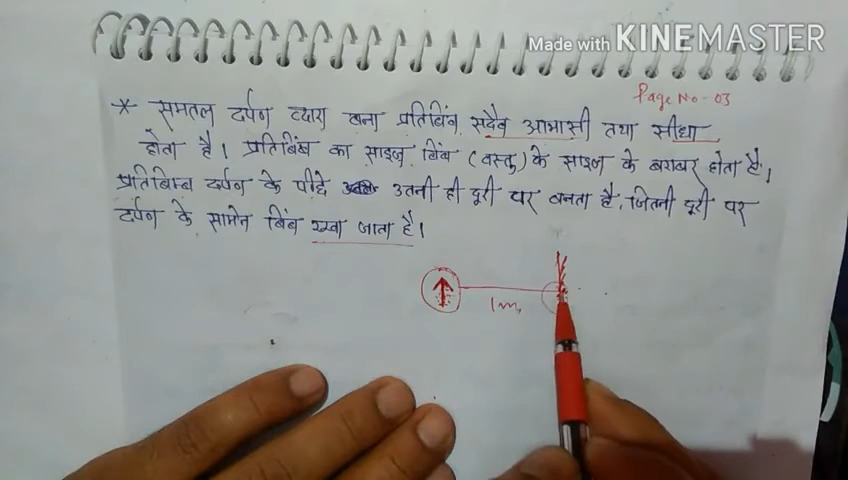 Made with KINEMASTER
Page No - 03
* समतल दर्पण द्वारा बना प्रतिबिंब सदैव आभासी तथा सीधा
होता है। प्रतिबिंब का साइज बिंब (वस्तु) के साइज के बराबर होता है।
प्रतिबिम्ब दर्पण के पीछे उतनी ही दूरी पर बनता है, जितनी दूरी पर
दर्पण के सामने बिंब रखा जाता है।
1m